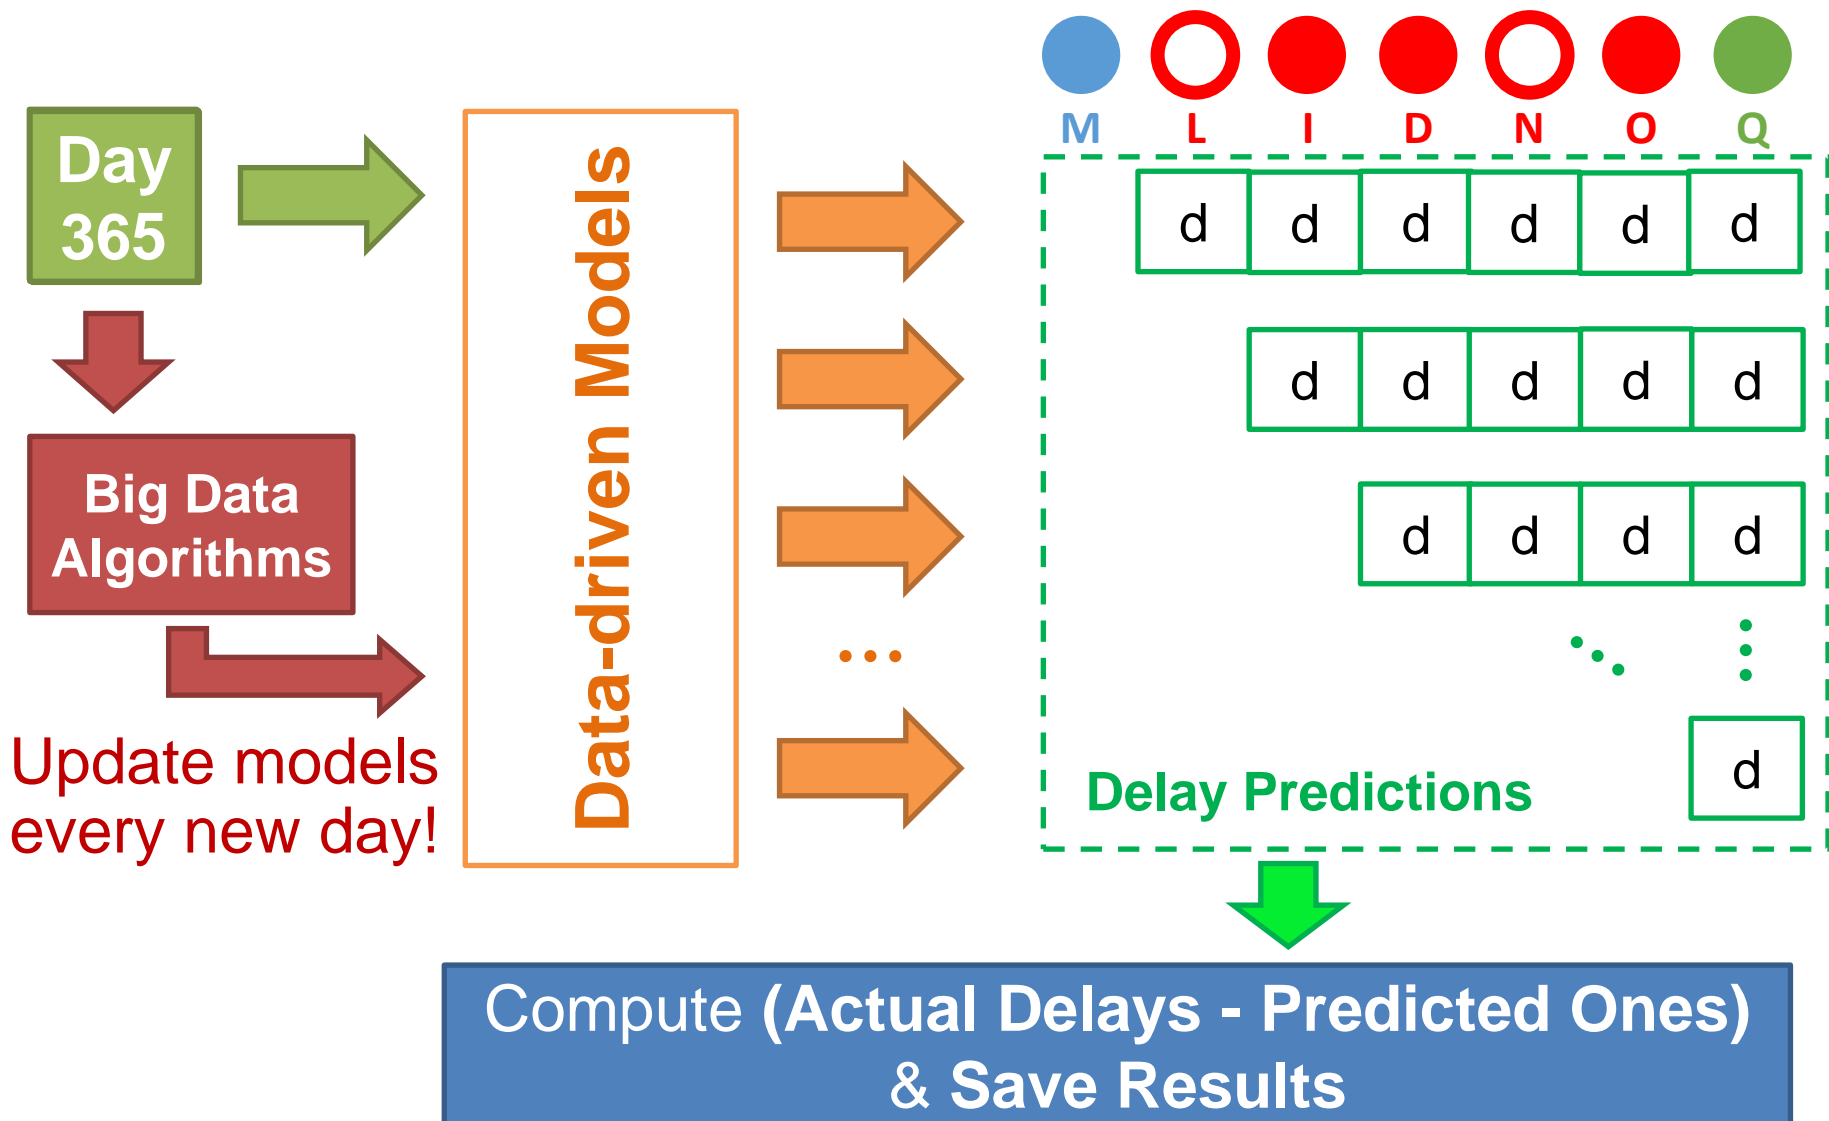 M L I D N O Q
Day
365
Data-driven Models
d d d d d d
d d d d d
Big Data
Algorithms
d d d d
...
Update models
every new day!
d
Delay Predictions
Compute (Actual Delays - Predicted Ones)
& Save Results